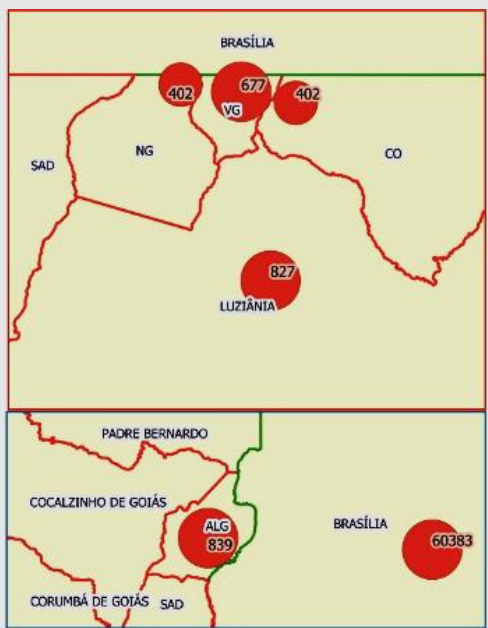 BRASÍLIA
402
677
402
VG
NG
CO
SAD
827
LUZIÂNIA
PADRE BERNARDO
COCALZINHO DE GOIÁS
ALG
839
BRASÍLIA
60383
CORUMBÁ DE GOIÁS
SAD